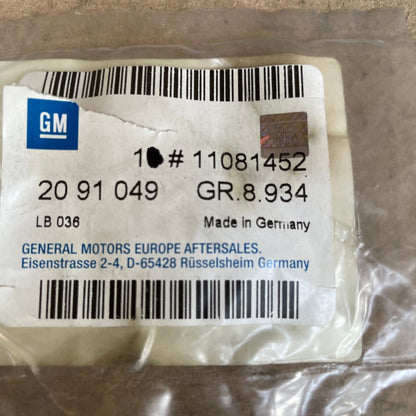 GM
1 # 11081452
20 91 049 GR.8.934
LB 036 Made in Germany
GENERAL MOTORS EUROPE AFTERSALES.
Eisenstrasse 2-4, D-65428 Rüsselsheim Germany